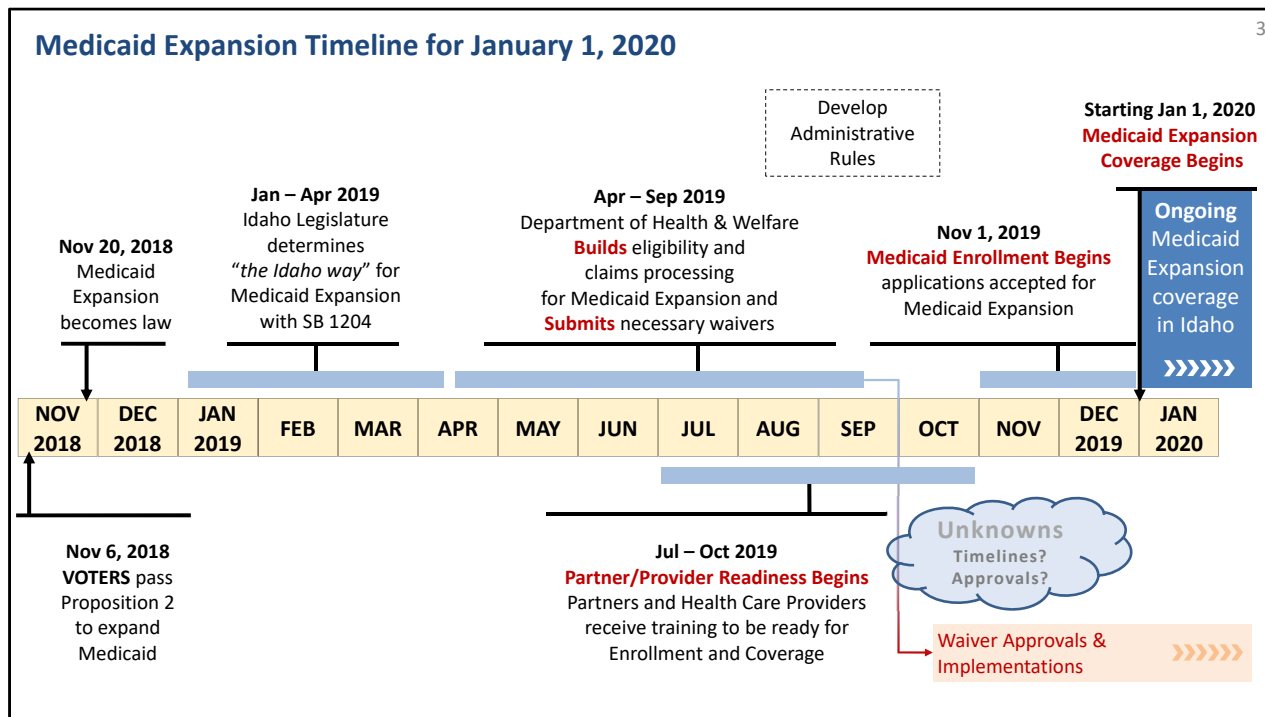 3
Medicaid Expansion Timeline for January 1, 2020
Develop
Administrative
Rules
Starting Jan 1, 2020
Medicaid Expansion
Coverage Begins
Jan – Apr 2019
Idaho Legislature
determines
“the Idaho way” for
Medicaid Expansion
with SB 1204
Apr – Sep 2019
Department of Health & Welfare
Builds eligibility and
claims processing
for Medicaid Expansion and
Submits necessary waivers
Nov 20, 2018
Medicaid
Expansion
becomes law
Nov 1, 2019
Medicaid Enrollment Begins
applications accepted for
Medicaid Expansion
Ongoing
Medicaid
Expansion
coverage
in Idaho
NOV 2018
DEC 2018
JAN 2019
FEB
MAR
APR
MAY
JUN
JUL
AUG
SEP
OCT
NOV
DEC 2019
JAN 2020
Nov 6, 2018
VOTERS pass
Proposition 2
to expand
Medicaid
Jul – Oct 2019
Partner/Provider Readiness Begins
Partners and Health Care Providers
receive training to be ready for
Enrollment and Coverage
Unknowns
Timelines?
Approvals?
Waiver Approvals &
Implementations